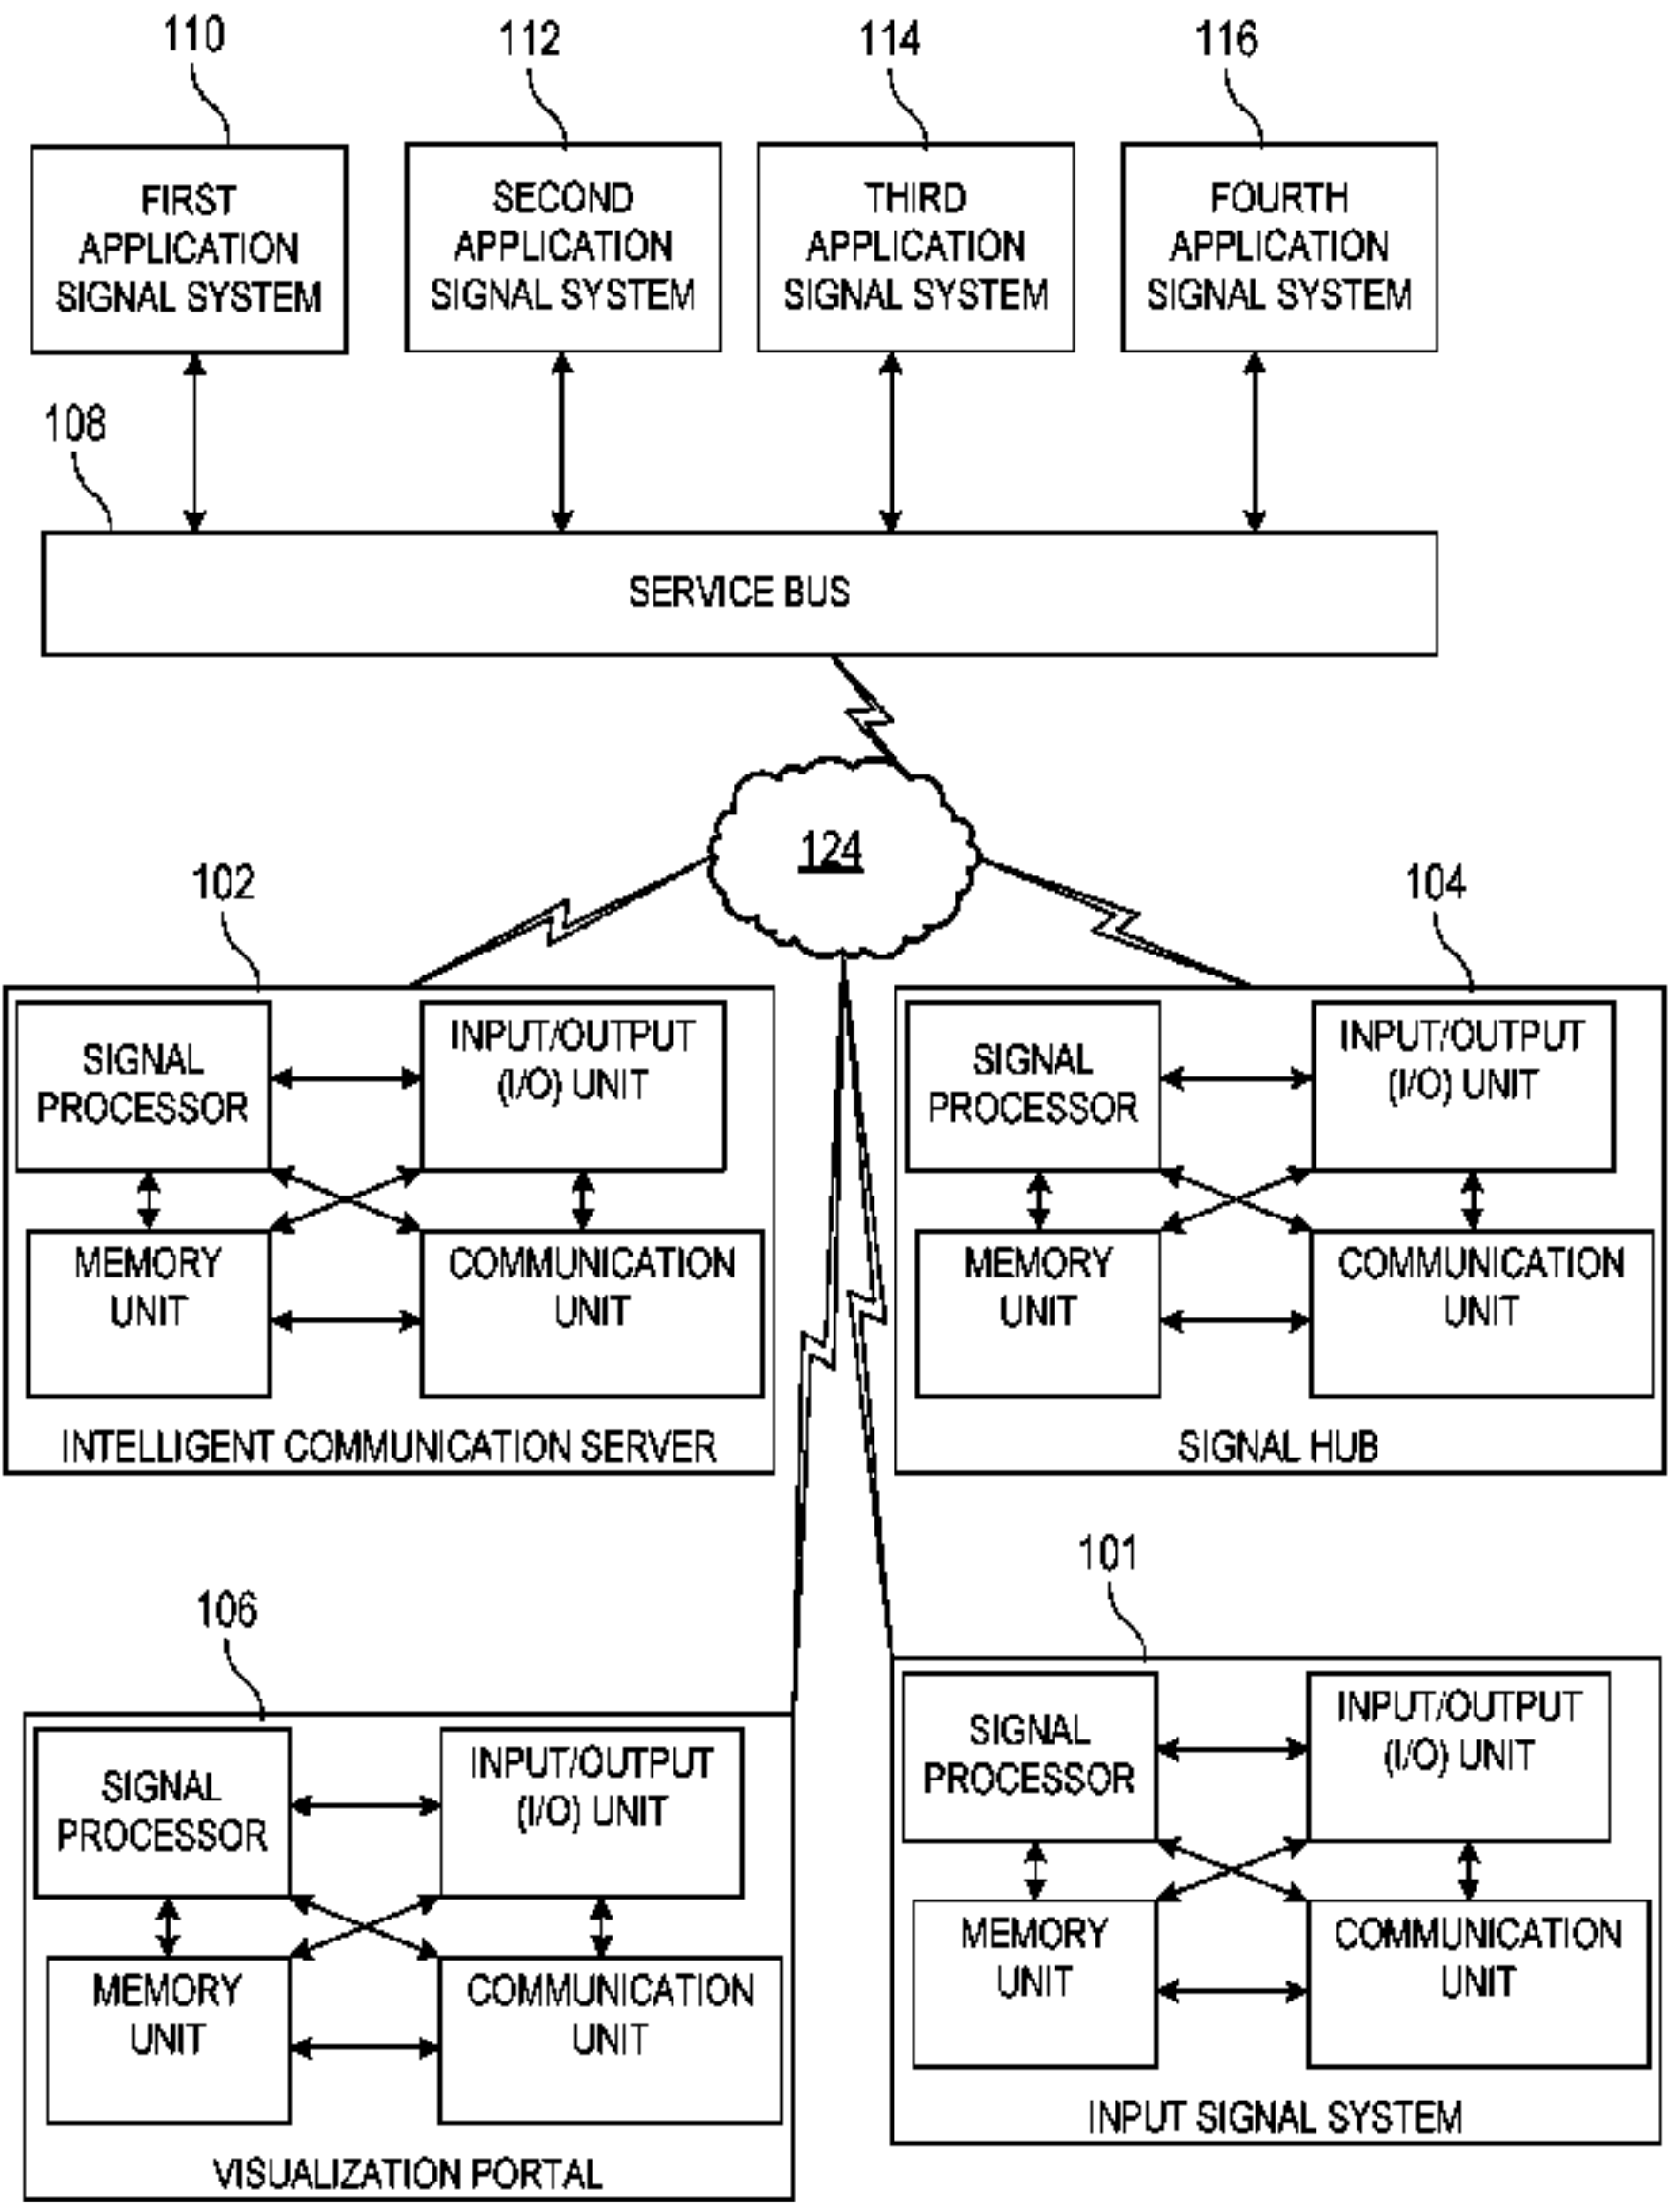 110
112
114
116
FIRST
APPLICATION
SIGNAL SYSTEM
SECOND
APPLICATION
SIGNAL SYSTEM
THIRD
APPLICATION
SIGNAL SYSTEM
FOURTH
APPLICATION
SIGNAL SYSTEM
108
SERVICE BUS
124
102
SIGNAL
PROCESSOR
INPUT/OUTPUT
(I/O) UNIT
MEMORY
UNIT
COMMUNICATION
UNIT
INTELLIGENT COMMUNICATION SERVER
104
SIGNAL
PROCESSOR
INPUT/OUTPUT
(I/O) UNIT
MEMORY
UNIT
COMMUNICATION
UNIT
SIGNAL HUB
106
SIGNAL
PROCESSOR
INPUT/OUTPUT
(I/O) UNIT
MEMORY
UNIT
COMMUNICATION
UNIT
VISUALIZATION PORTAL
101
SIGNAL
PROCESSOR
INPUT/OUTPUT
(I/O) UNIT
MEMORY
UNIT
COMMUNICATION
UNIT
INPUT SIGNAL SYSTEM